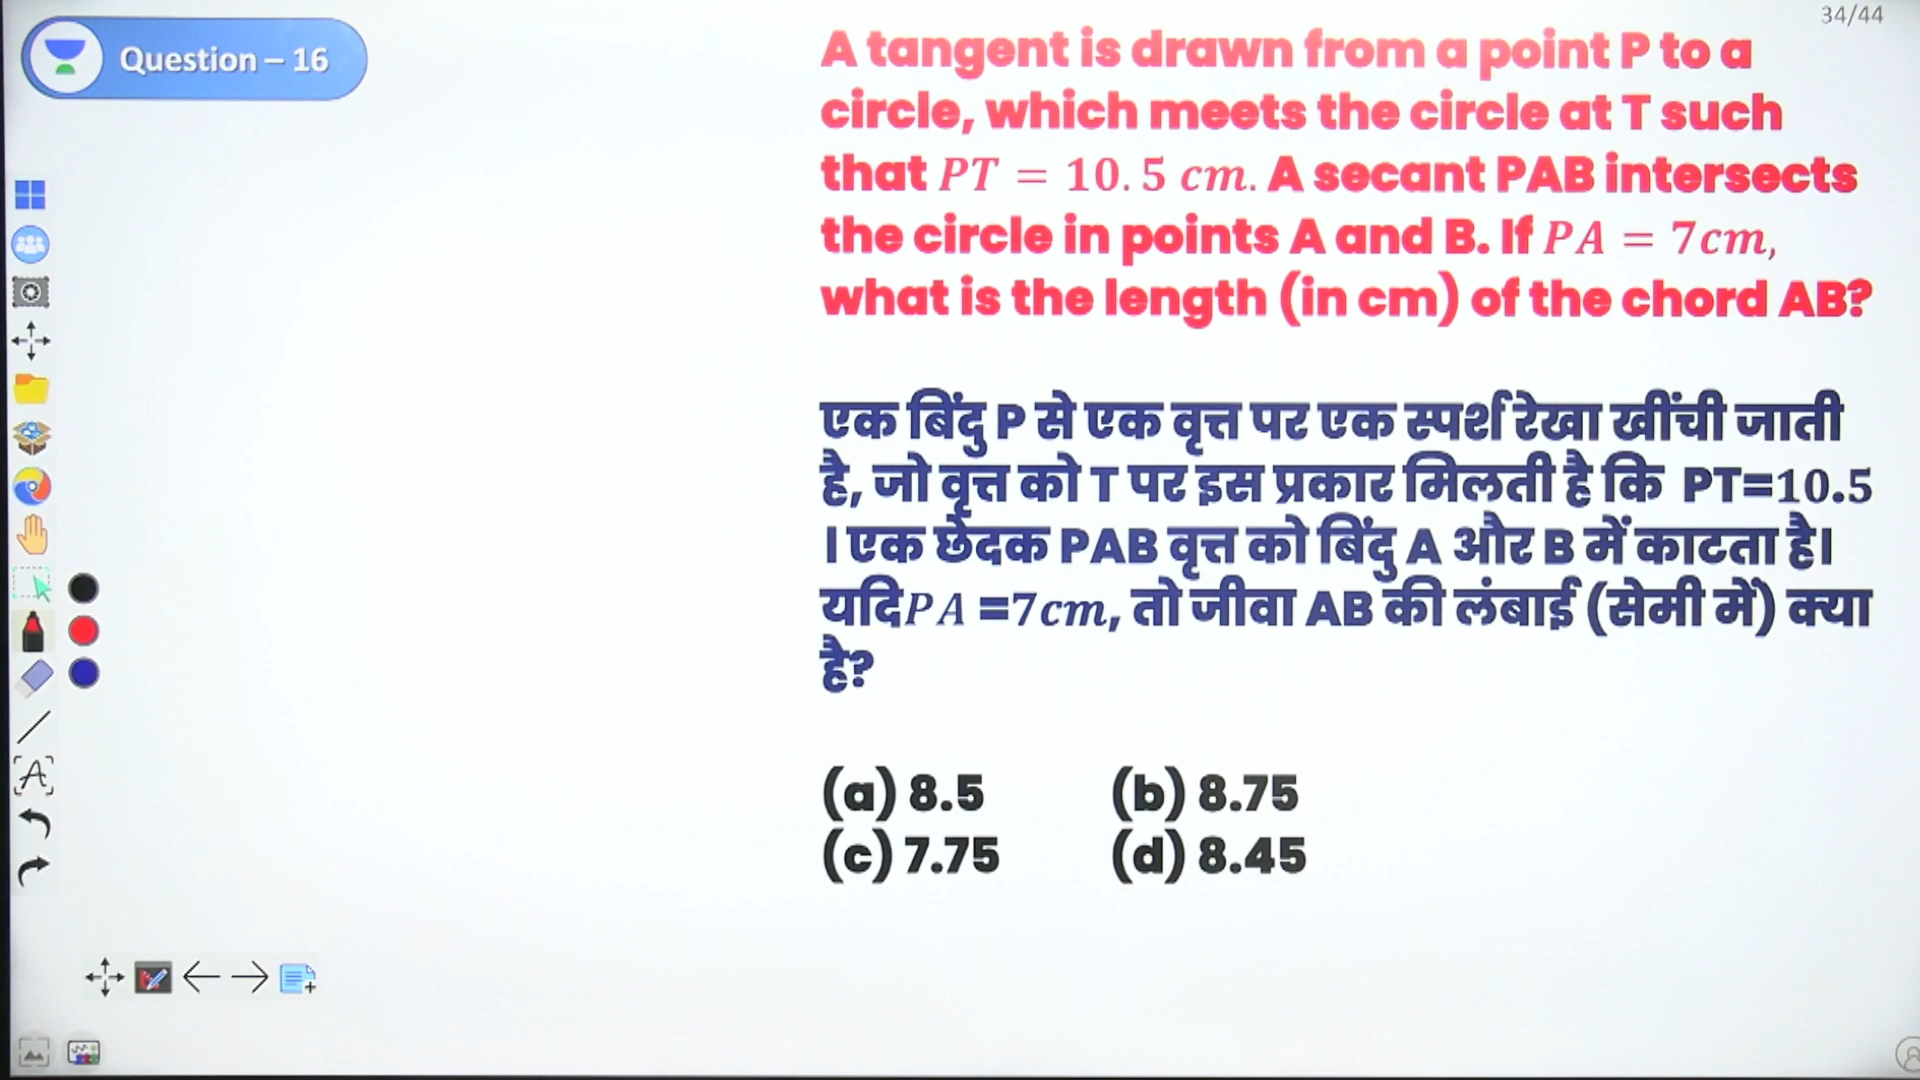 34/44
Question – 16
A tangent is drawn from a point P to a
circle, which meets the circle at T such
that PT = 10.5 cm. A secant PAB intersects
the circle in points A and B. If PA = 7cm,
what is the length (in cm) of the chord AB?
एक बिंदु P से एक वृत्त पर एक स्पर्श रेखा खींची जाती
है, जो वृत्त को T पर इस प्रकार मिलती है कि PT=10.5
। एक छेदक PAB वृत्त को बिंदु A और B में काटता है।
यदिPA =7cm, तो जीवा AB की लंबाई (सेमी में) क्या
है?
(a) 8.5 (b) 8.75
(c) 7.75 (d) 8.45